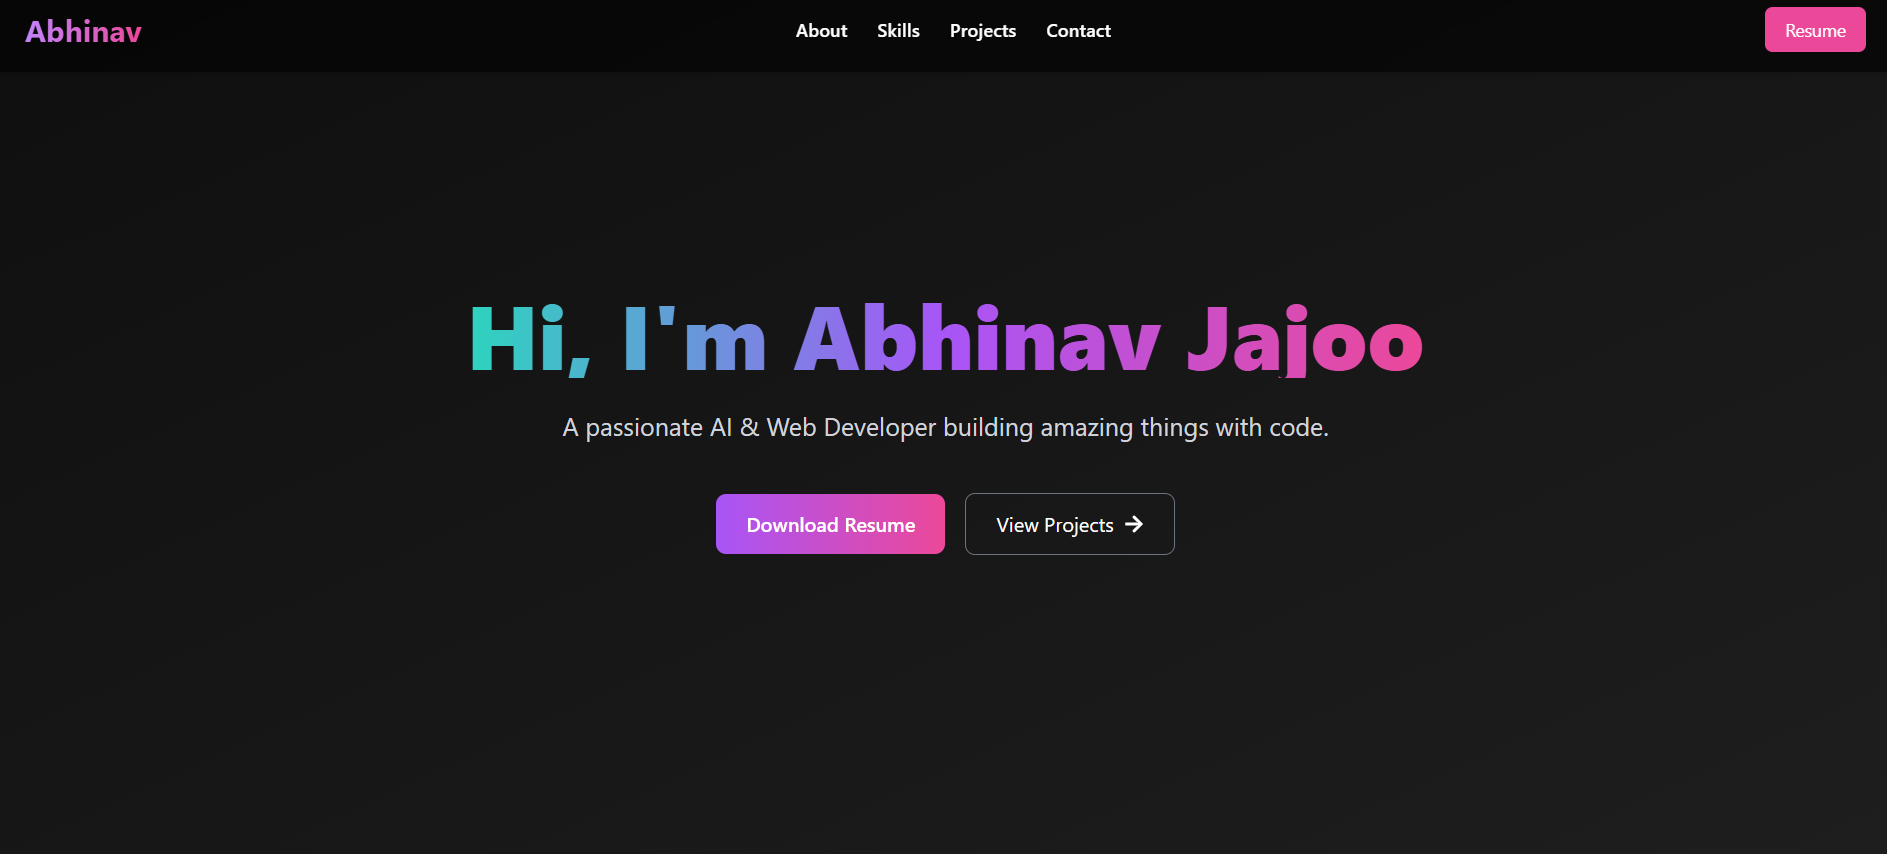 Abhinav
About Skills Projects Contact
Resume
Hi, I'm Abhinav Jajoo
A passionate AI & Web Developer building amazing things with code.
Download Resume
View Projects →